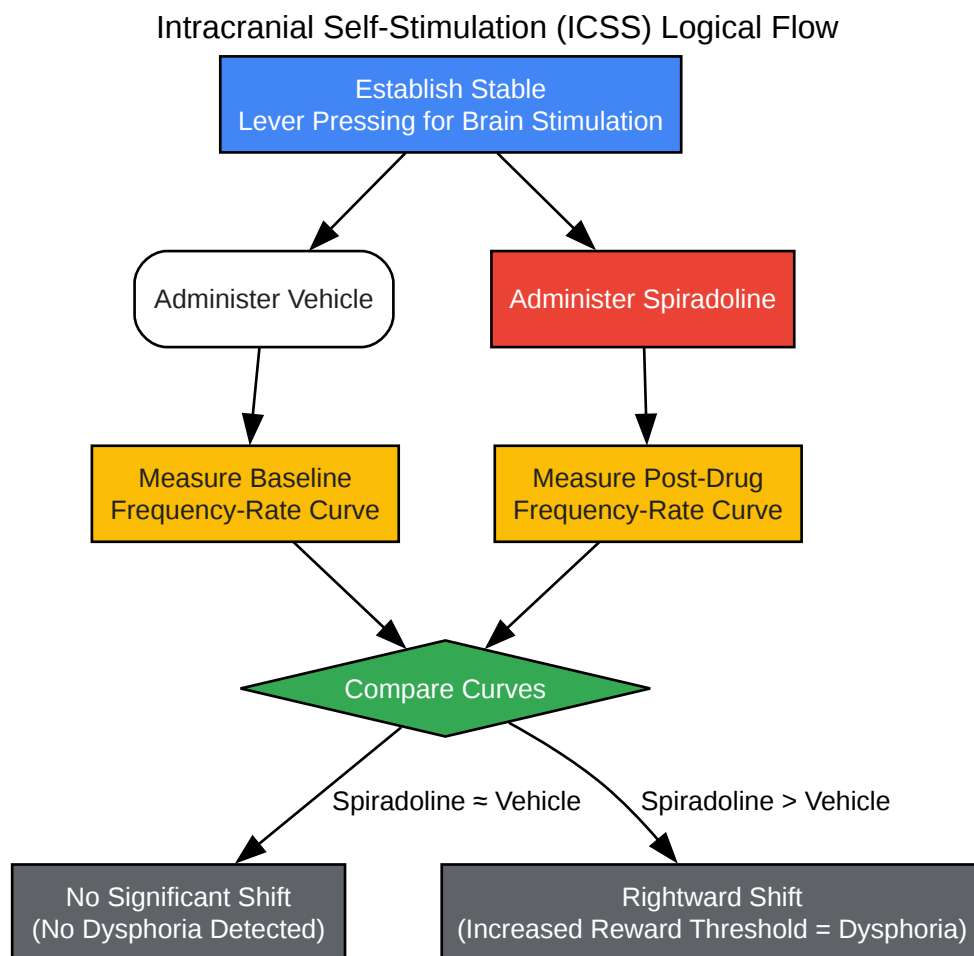 Intracranial Self-Stimulation (ICSS) Logical Flow
Establish Stable
Lever Pressing for Brain Stimulation
Administer Vehicle
Administer Spiradoline
Measure Baseline
Frequency-Rate Curve
Measure Post-Drug
Frequency-Rate Curve
Compare Curves
Spiradoline ≈ Vehicle
Spiradoline > Vehicle
No Significant Shift
(No Dysphoria Detected)
Rightward Shift
(Increased Reward Threshold = Dysphoria)